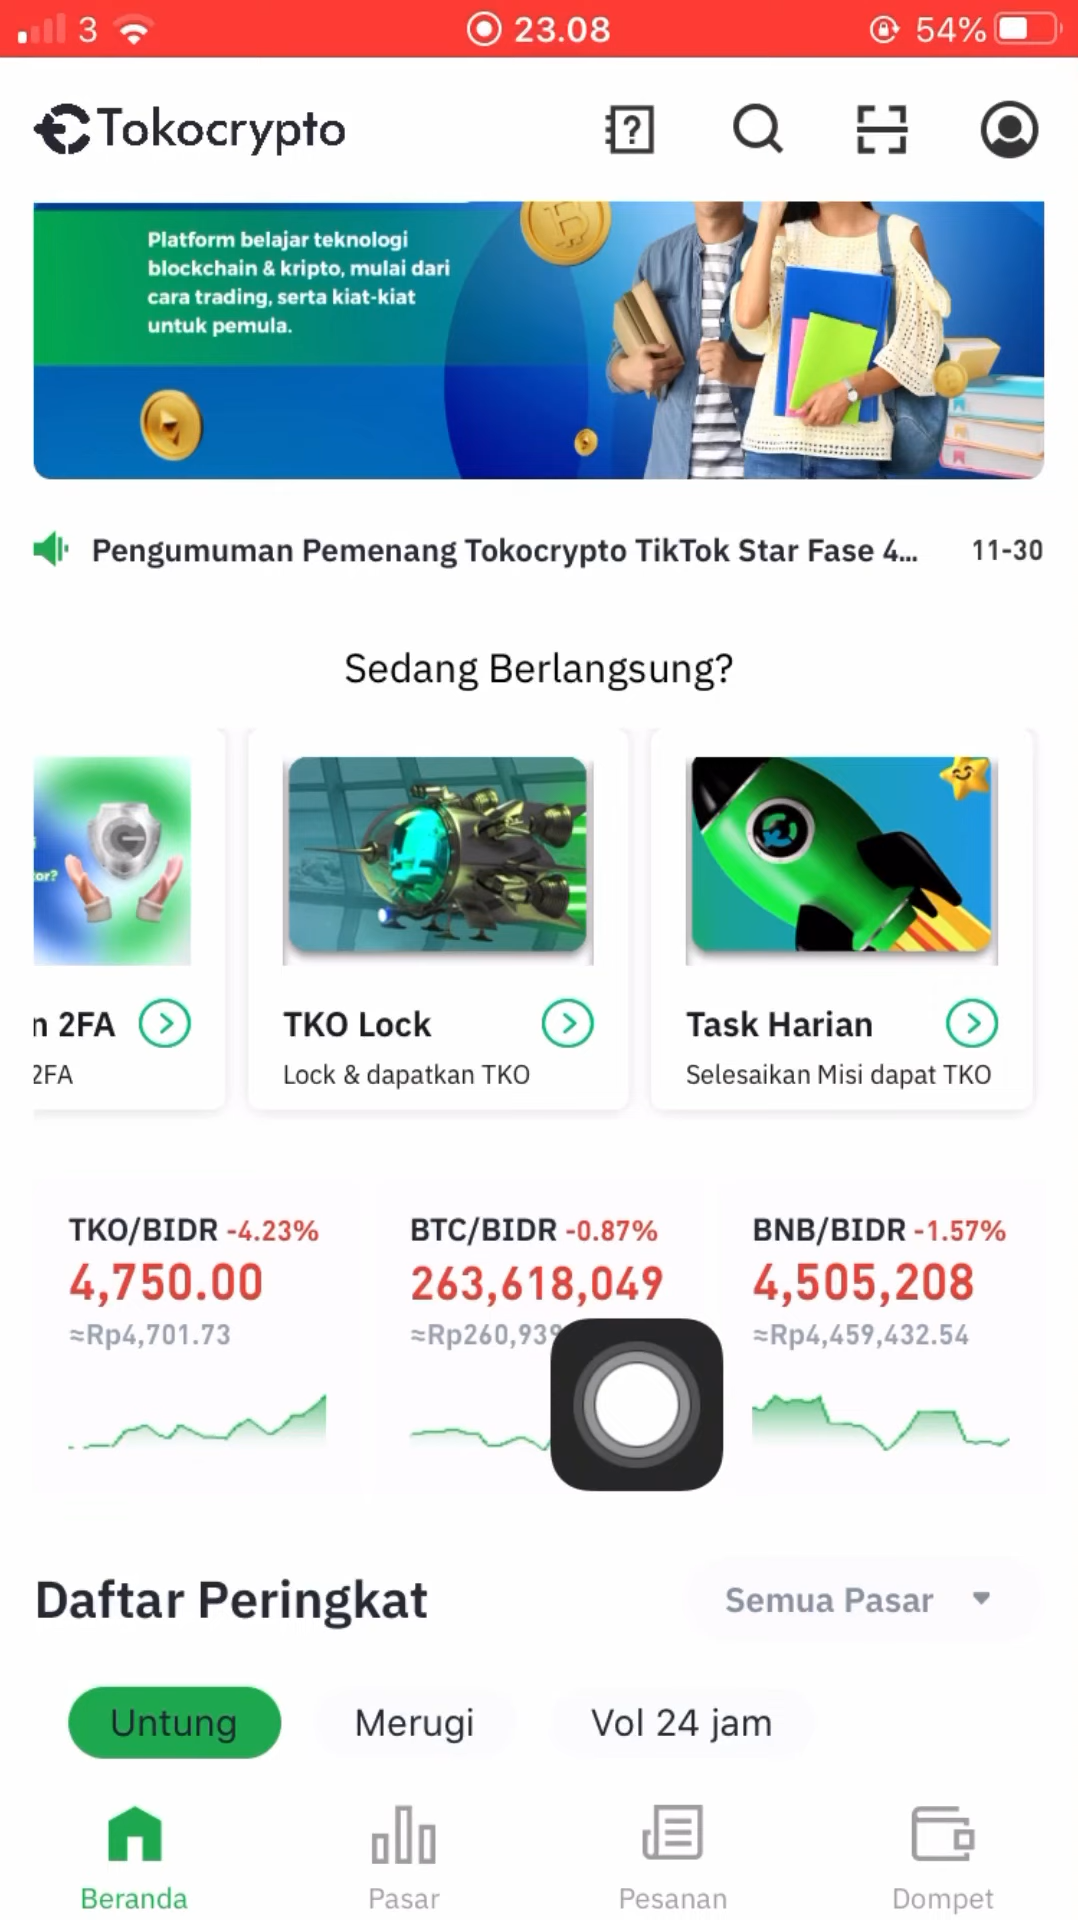 3 23.08 54%
Tokocrypto
Platform belajar teknologi
blockchain & kripto, mulai dari
cara trading, serta kiat-kiat
untuk pemula.
Pengumuman Pemenang Tokocrypto TikTok Star Fase 4... 11-30
Sedang Berlangsung?
or?
n 2FA
2FA
TKO Lock
Lock & dapatkan TKO
Task Harian
Selesaikan Misi dapat TKO
TKO/BIDR -4.23%
4,750.00
≈Rp4,701.73
BTC/BIDR -0.87%
263,618,049
≈Rp260,939
BNB/BIDR -1.57%
4,505,208
≈Rp4,459,432.54
Daftar Peringkat
Semua Pasar
Untung Merugi Vol 24 jam
Beranda Pasar Pesanan Dompet